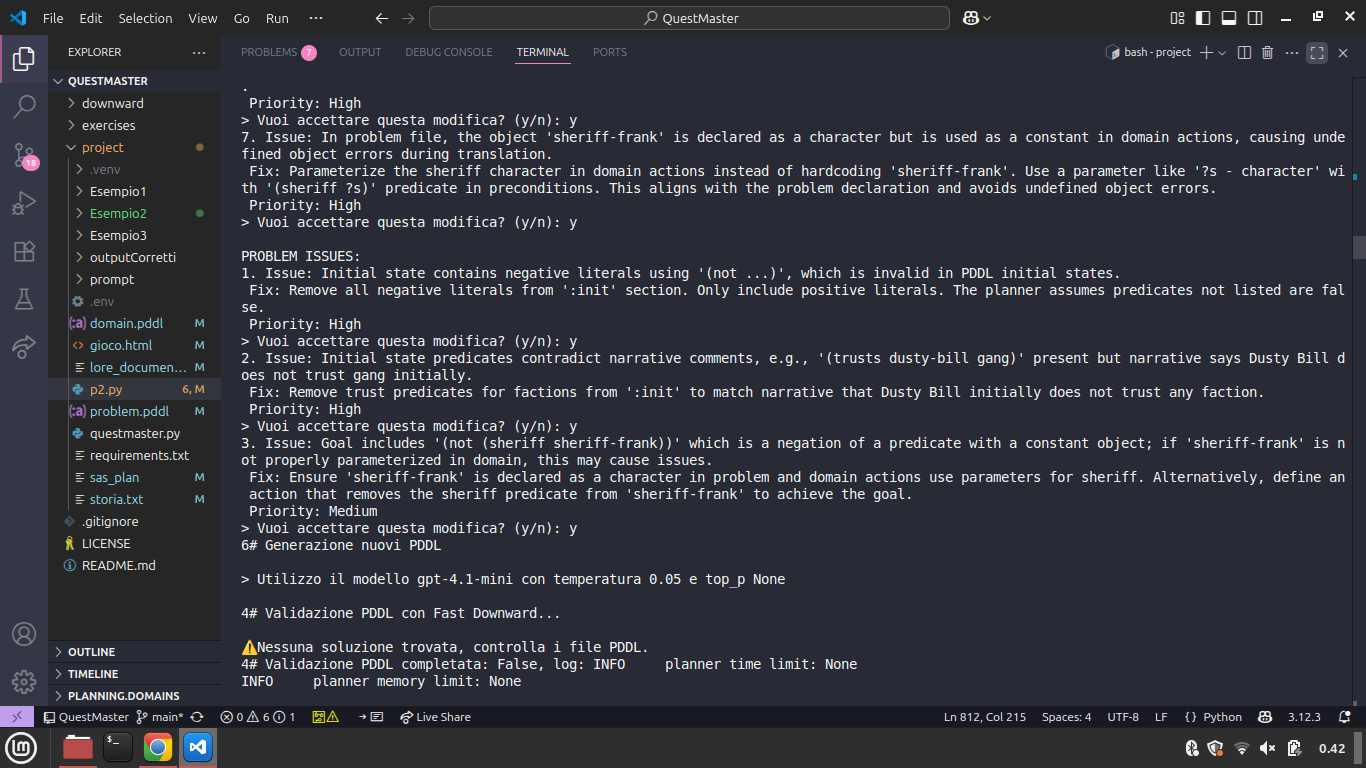 File Edit Selection View Go Run ··· QuestMaster
EXPLORER ···
QUESTMASTER
downward
exercises
project
.venv
Esempio1
Esempio2
Esempio3
outputCorretti
prompt
.env
domain.pddl M
gioco.html M
lore_documen... M
p2.py 6, M
problem.pddl M
questmaster.py
requirements.txt
sas_plan M
storia.txt M
.gitignore
LICENSE
README.md
OUTLINE
TIMELINE
PLANNING.DOMAINS
18
PROBLEMS 7 OUTPUT DEBUG CONSOLE TERMINAL PORTS bash - project
.
Priority: High
> Vuoi accettare questa modifica? (y/n): y
7. Issue: In problem file, the object 'sheriff-frank' is declared as a character but is used as a constant in domain actions, causing unde
fined object errors during translation.
Fix: Parameterize the sheriff character in domain actions instead of hardcoding 'sheriff-frank'. Use a parameter like '?s - character' wi
th '(sheriff ?s)' predicate in preconditions. This aligns with the problem declaration and avoids undefined object errors.
Priority: High
> Vuoi accettare questa modifica? (y/n): y
PROBLEM ISSUES:
1. Issue: Initial state contains negative literals using '(not ...)', which is invalid in PDDL initial states.
Fix: Remove all negative literals from ':init' section. Only include positive literals. The planner assumes predicates not listed are fal
se.
Priority: High
> Vuoi accettare questa modifica? (y/n): y
2. Issue: Initial state predicates contradict narrative comments, e.g., '(trusts dusty-bill gang)' present but narrative says Dusty Bill d
oes not trust gang initially.
Fix: Remove trust predicates for factions from ':init' to match narrative that Dusty Bill initially does not trust any faction.
Priority: High
> Vuoi accettare questa modifica? (y/n): y
3. Issue: Goal includes '(not (sheriff sheriff-frank))' which is a negation of a predicate with a constant object; if 'sheriff-frank' is n
ot properly parameterized in domain, this may cause issues.
Fix: Ensure 'sheriff-frank' is declared as a character in problem and domain actions use parameters for sheriff. Alternatively, define an
action that removes the sheriff predicate from 'sheriff-frank' to achieve the goal.
Priority: Medium
> Vuoi accettare questa modifica? (y/n): y
6# Generazione nuovi PDDL
> Utilizzo il modello gpt-4.1-mini con temperatura 0.05 e top_p None
4# Validazione PDDL con Fast Downward...
⚠️Nessuna soluzione trovata, controlla i file PDDL.
4# Validazione PDDL completata: False, log: INFO planner time limit: None
INFO planner memory limit: None
QuestMaster main* 0 6 1 Live Share Ln 812, Col 215 Spaces: 4 UTF-8 LF {} Python 3.12.3
0.42